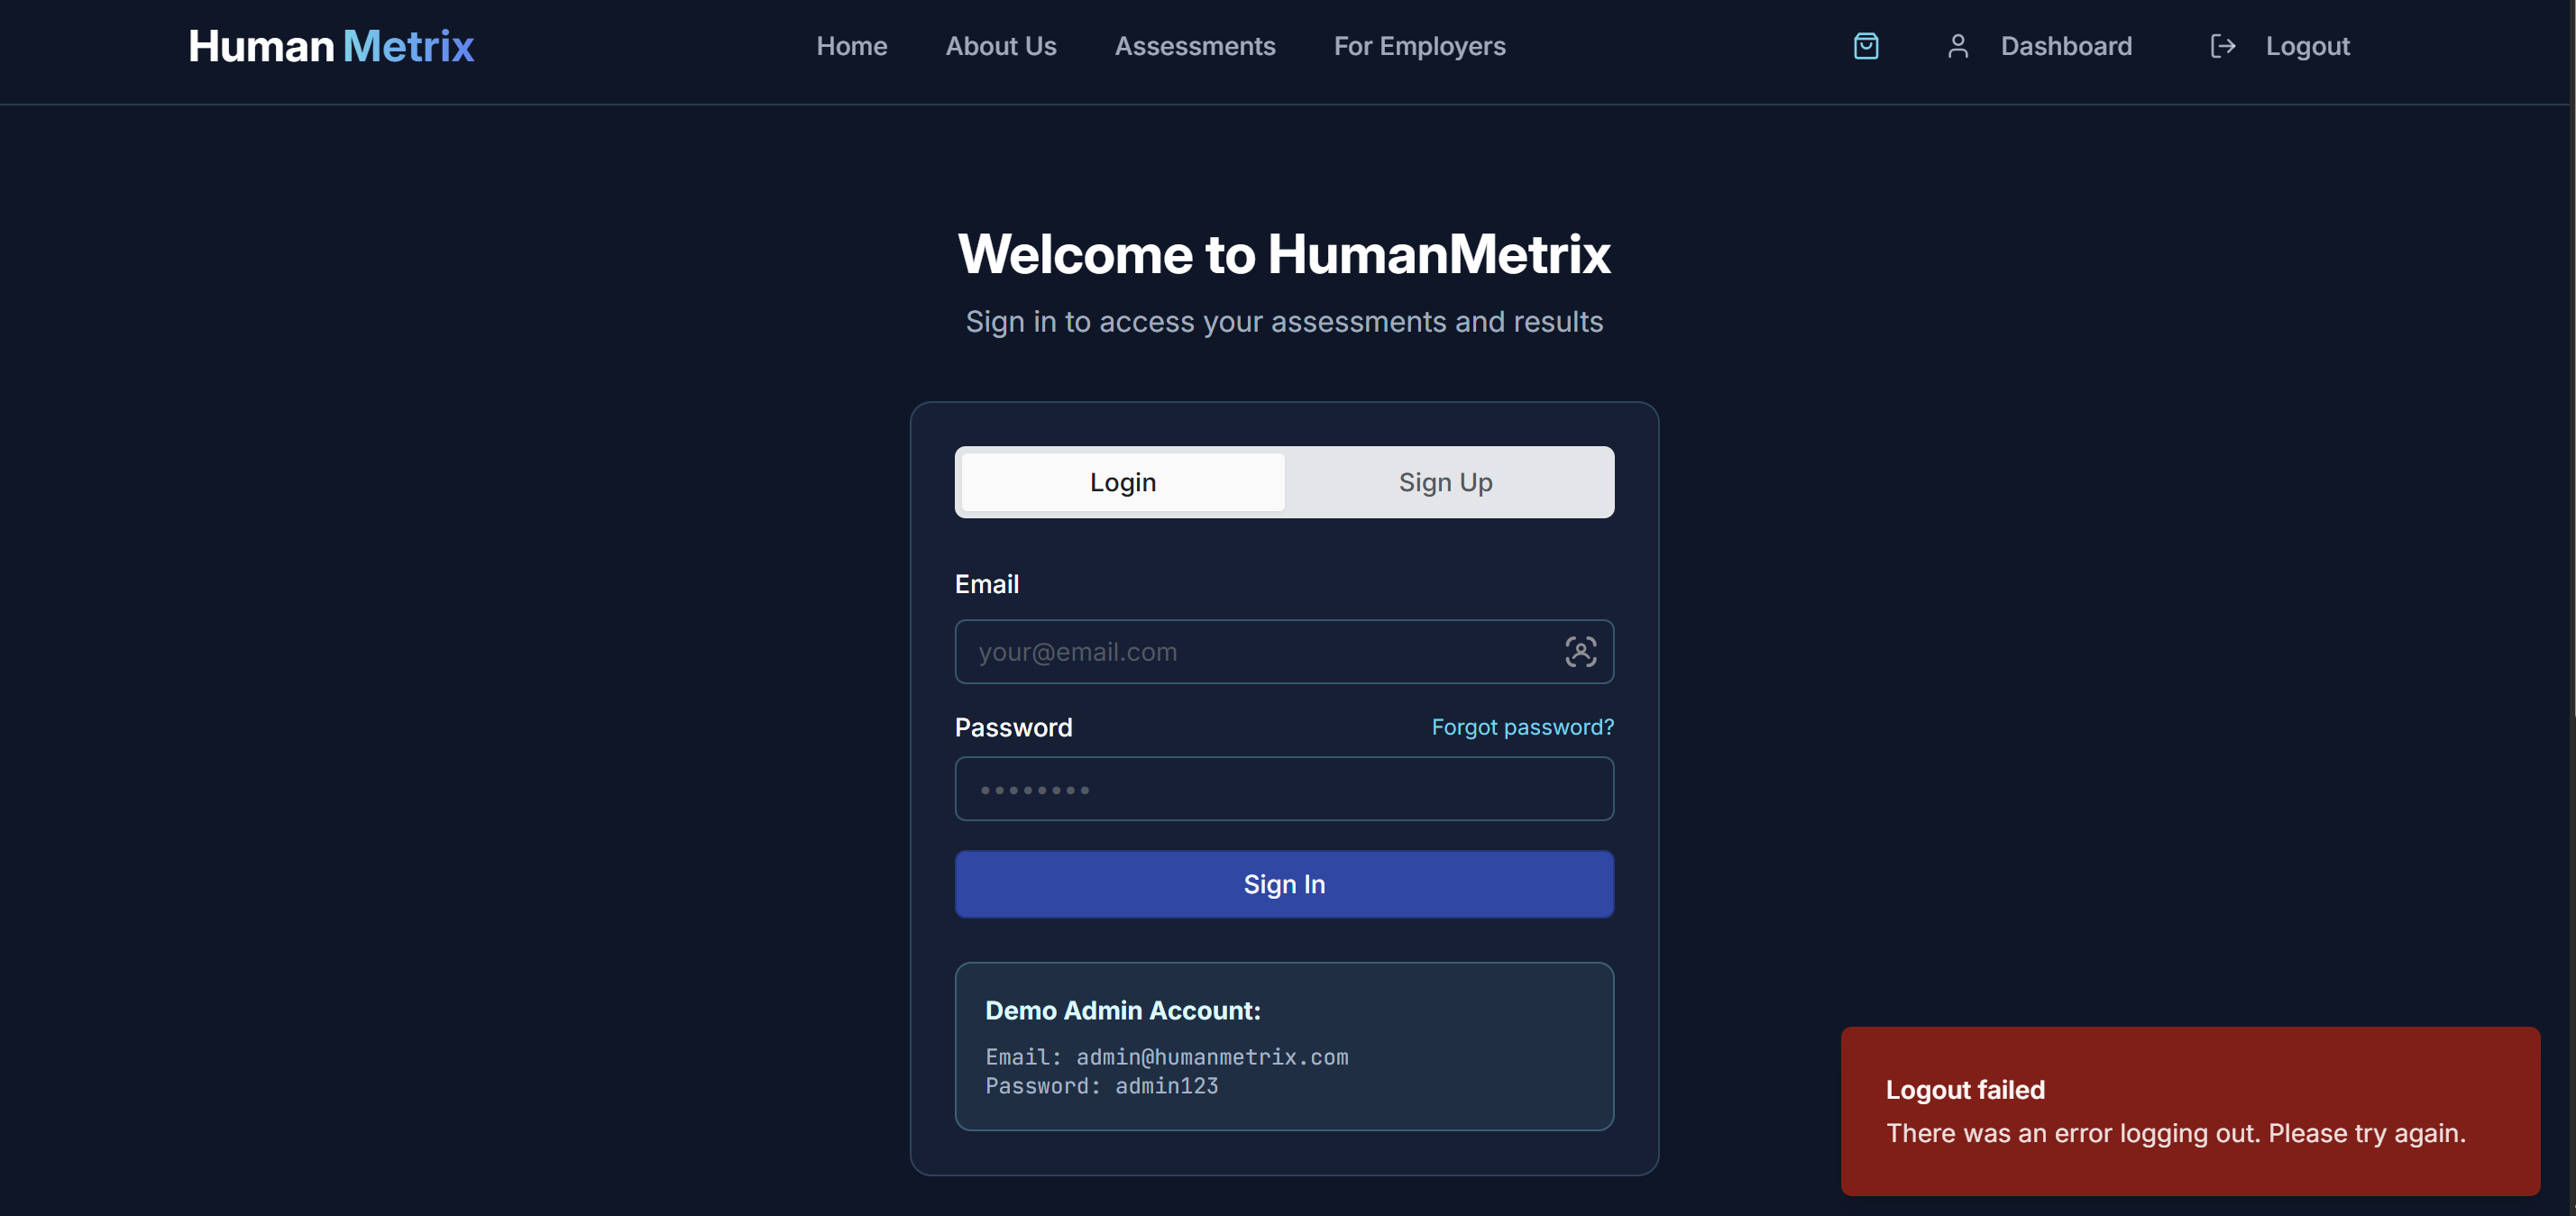 Human Metrix
Home About Us Assessments For Employers Dashboard Logout
Welcome to HumanMetrix
Sign in to access your assessments and results
Login Sign Up
Email
your@email.com
Password Forgot password?
••••••••
Sign In
Demo Admin Account:
Email: admin@humanmetrix.com
Password: admin123
Logout failed
There was an error logging out. Please try again.